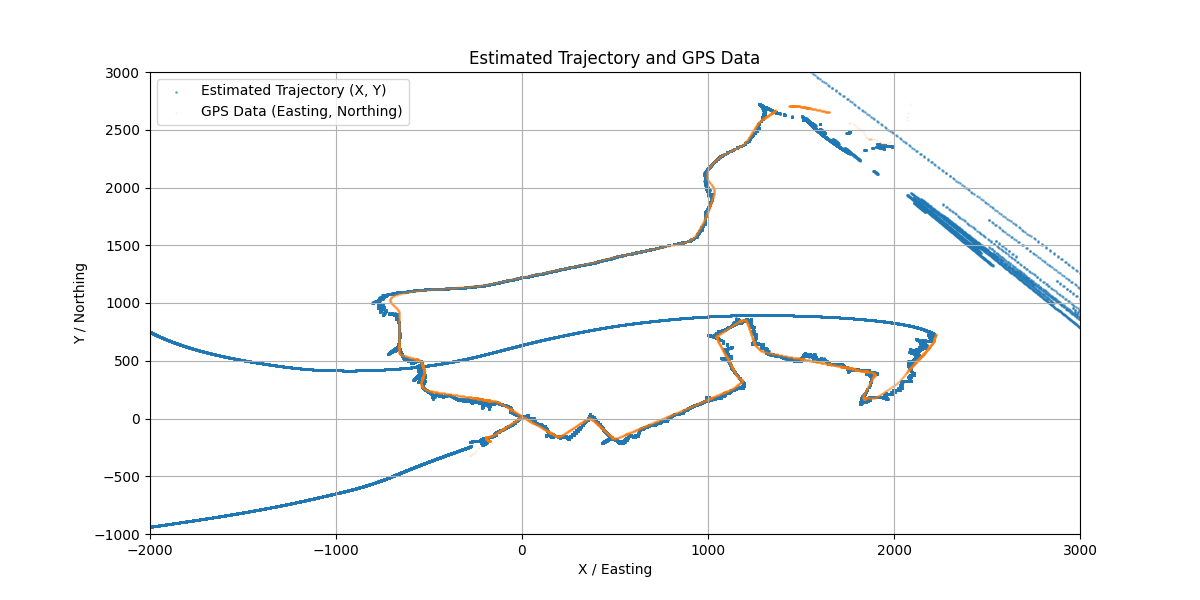 Estimated Trajectory and GPS Data
Estimated Trajectory (X, Y)
GPS Data (Easting, Northing)
3000
2500
2000
1500
1000
500
0
−500
−1000
Y / Northing
−2000 −1000 0 1000 2000 3000
X / Easting